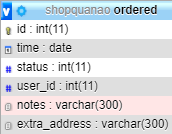 shopquanao ordered
id : int(11)
time : date
status : int(11)
user_id : int(11)
notes : varchar(300)
extra_address : varchar(300)